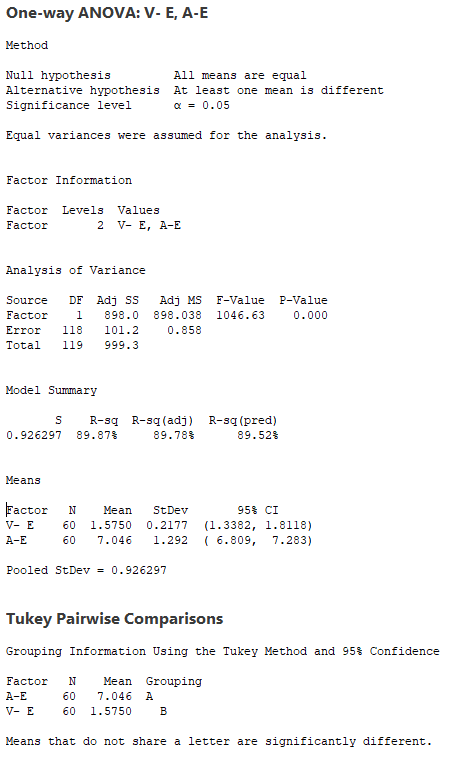 One-way ANOVA: V- E, A-E
Method
Null hypothesis All means are equal
Alternative hypothesis At least one mean is different
Significance level α = 0.05
Equal variances were assumed for the analysis.
Factor Information
Factor Levels Values
Factor 2 V- E, A-E
Analysis of Variance
Source DF Adj SS Adj MS F-Value P-Value
Factor 1 898.0 898.038 1046.63 0.000
Error 118 101.2 0.858
Total 119 999.3
Model Summary
S R-sq R-sq(adj) R-sq(pred)
0.926297 89.87% 89.78% 89.52%
Means
Factor N Mean StDev 95% CI
V- E 60 1.5750 0.2177 (1.3382, 1.8118)
A-E 60 7.046 1.292 ( 6.809, 7.283)
Pooled StDev = 0.926297
Tukey Pairwise Comparisons
Grouping Information Using the Tukey Method and 95% Confidence
Factor N Mean Grouping
A-E 60 7.046 A
V- E 60 1.5750 B
Means that do not share a letter are significantly different.